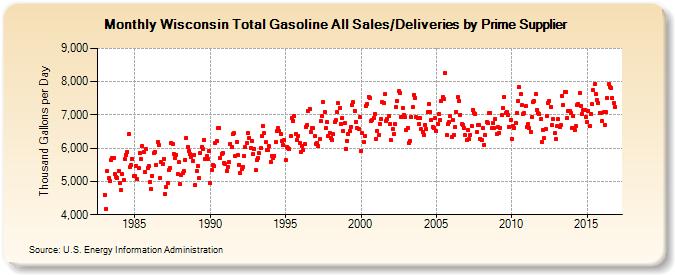 Monthly Wisconsin Total Gasoline All Sales/Deliveries by Prime Supplier
Thousand Gallons per Day
9,000
8,000
7,000
6,000
5,000
4,000
1985 1990 1995 2000 2005 2010 2015
Source: U.S. Energy Information Administration